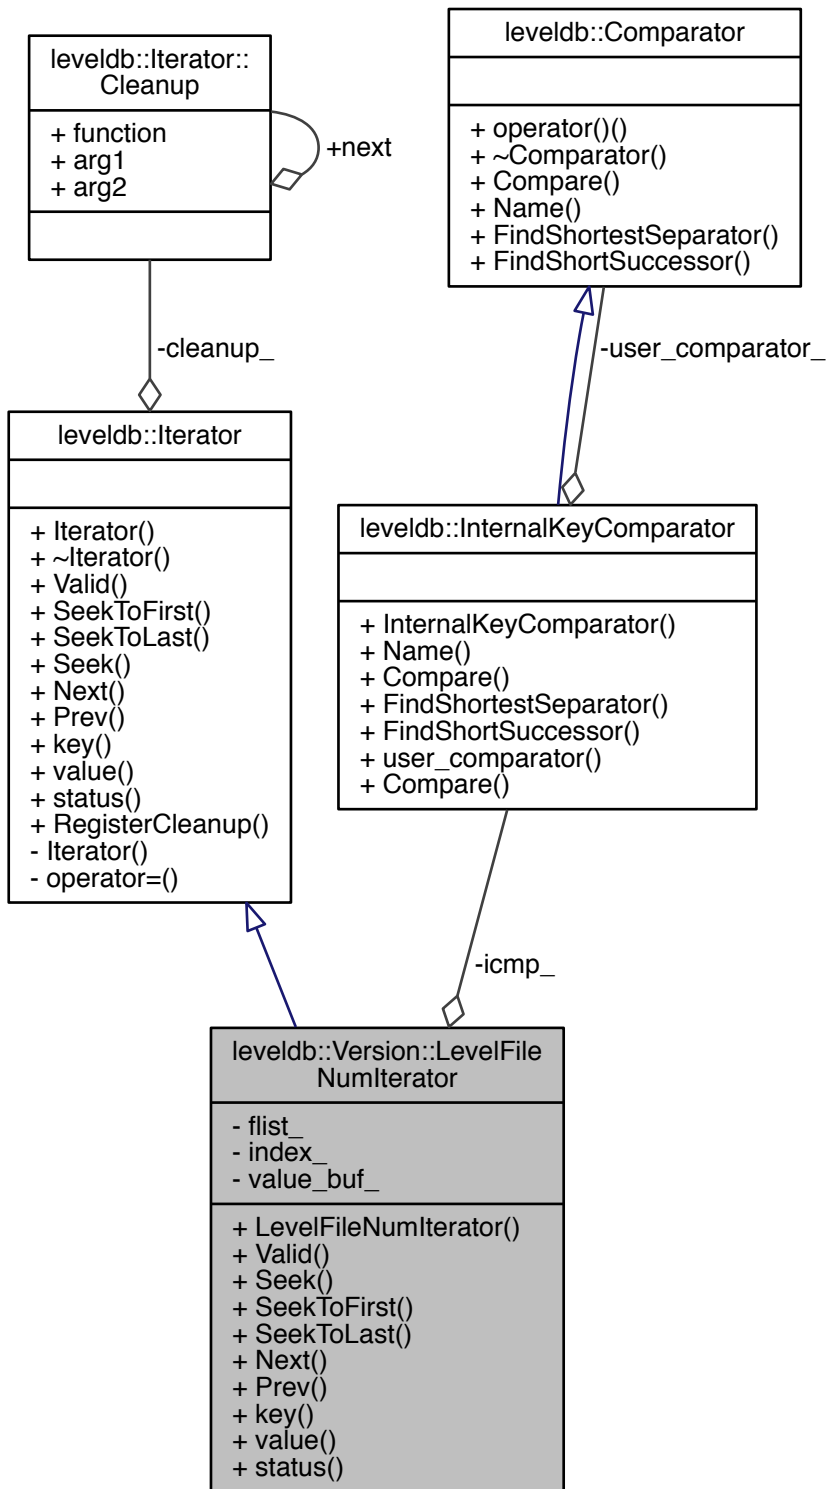 leveldb::Comparator
+ operator()()
+ ~Comparator()
+ Compare()
+ Name()
+ FindShortestSeparator()
+ FindShortSuccessor()
leveldb::Iterator::
Cleanup
+ function
+ arg1
+ arg2
+next
-cleanup_
-user_comparator_
leveldb::Iterator
+ Iterator()
+ ~Iterator()
+ Valid()
+ SeekToFirst()
+ SeekToLast()
+ Seek()
+ Next()
+ Prev()
+ key()
+ value()
+ status()
+ RegisterCleanup()
- Iterator()
- operator=()
leveldb::InternalKeyComparator
+ InternalKeyComparator()
+ Name()
+ Compare()
+ FindShortestSeparator()
+ FindShortSuccessor()
+ user_comparator()
+ Compare()
-icmp_
leveldb::Version::LevelFile
NumIterator
- flist_
- index_
- value_buf_
+ LevelFileNumIterator()
+ Valid()
+ Seek()
+ SeekToFirst()
+ SeekToLast()
+ Next()
+ Prev()
+ key()
+ value()
+ status()